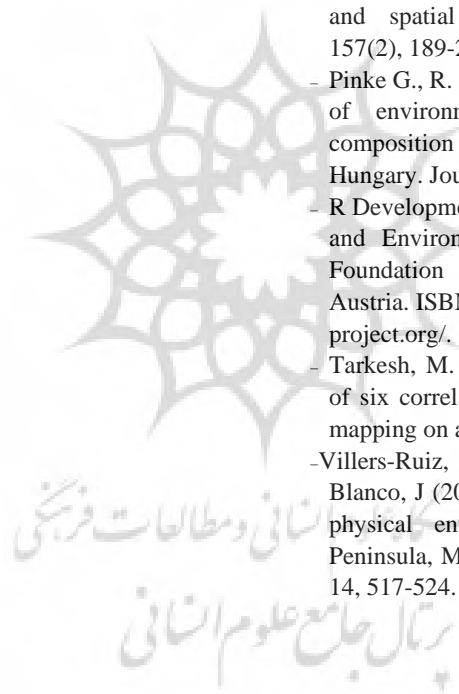 and spatial
157(2), 189-2
– Pinke G., R.
of environm
composition
Hungary. Jou
– R Developme
and Environ
Foundation
Austria. ISBN
project.org/.
– Tarkesh, M.
of six correl
mapping on a
–Villers-Ruiz,
Blanco, J (20
physical en
Peninsula, M
14, 517-524.
انسانی و مطالعات فرهنگی
پرتال جامع علوم انسانی